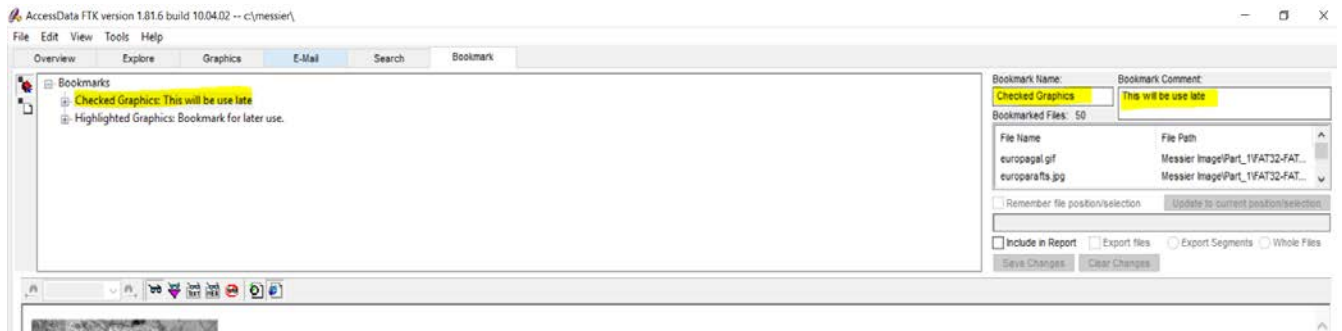 AccessData FTK version 1.81.6 build 10.04.02 -- c:\messier\
File Edit View Tools Help
Overview Explore Graphics E-Mail Search Bookmark
Bookmarks
Checked Graphics: This will be use late
Highlighted Graphics: Bookmark for later use.
Bookmark Name: Bookmark Comment:
Checked Graphics This will be use late
Bookmarked Files: 50
File Name File Path
europagal.gif Messier Image\Part_1\FAT32-FAT...
europarafts.jpg Messier Image\Part_1\FAT32-FAT...
Remember file position/selection Update to current position/selection
Include in Report Export files Export Segments Whole Files
Save Changes Clear Changes